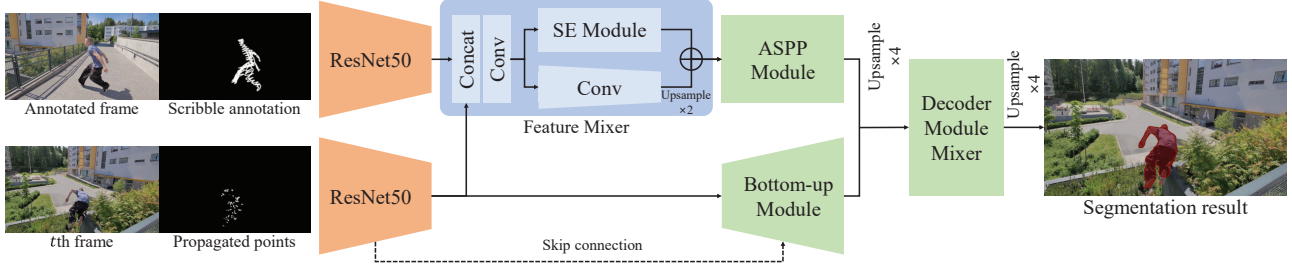 Annotated frame
Scribble annotation
ResNet50
Concat
Conv
SE Module
Conv
Upsample
×2
Feature Mixer
ASPP
Module
Upsample
×4
Decoder
Module
Mixer
Upsample
×4
Segmentation result
tth frame
Propagated points
ResNet50
Bottom-up
Module
Skip connection